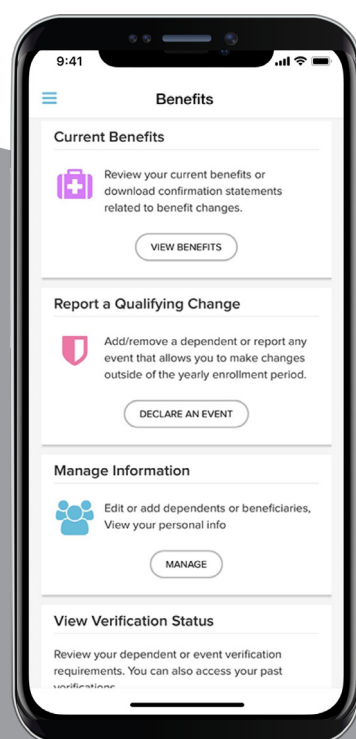 9:41
Benefits
Current Benefits
Review your current benefits or
download confirmation statements
related to benefit changes.
VIEW BENEFITS
Report a Qualifying Change
Add/remove a dependent or report any
event that allows you to make changes
outside of the yearly enrollment period.
DECLARE AN EVENT
Manage Information
Edit or add dependents or beneficiaries,
View your personal info
MANAGE
View Verification Status
Review your dependent or event verification
requirements. You can also access your past
verifications